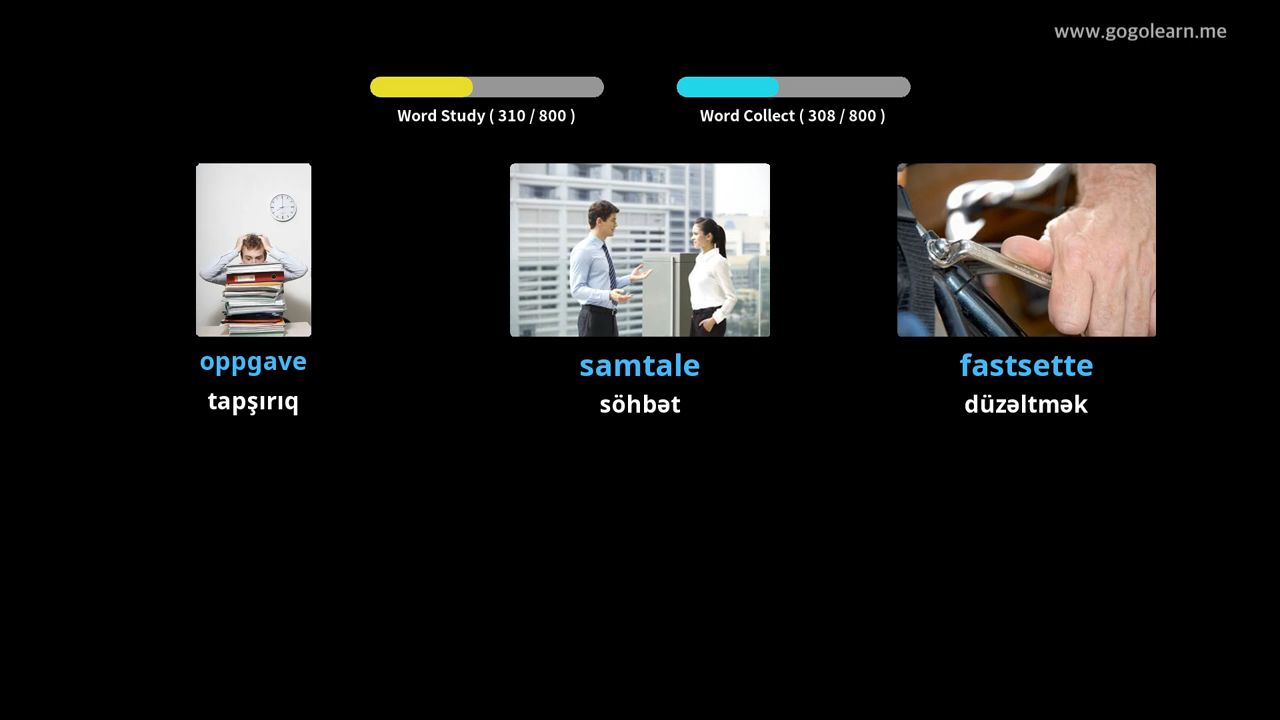 www.gogolearn.me
Word Study ( 310 / 800 )
Word Collect ( 308 / 800 )
oppgave
tapşırıq
samtale
söhbət
fastsette
düzəltmək